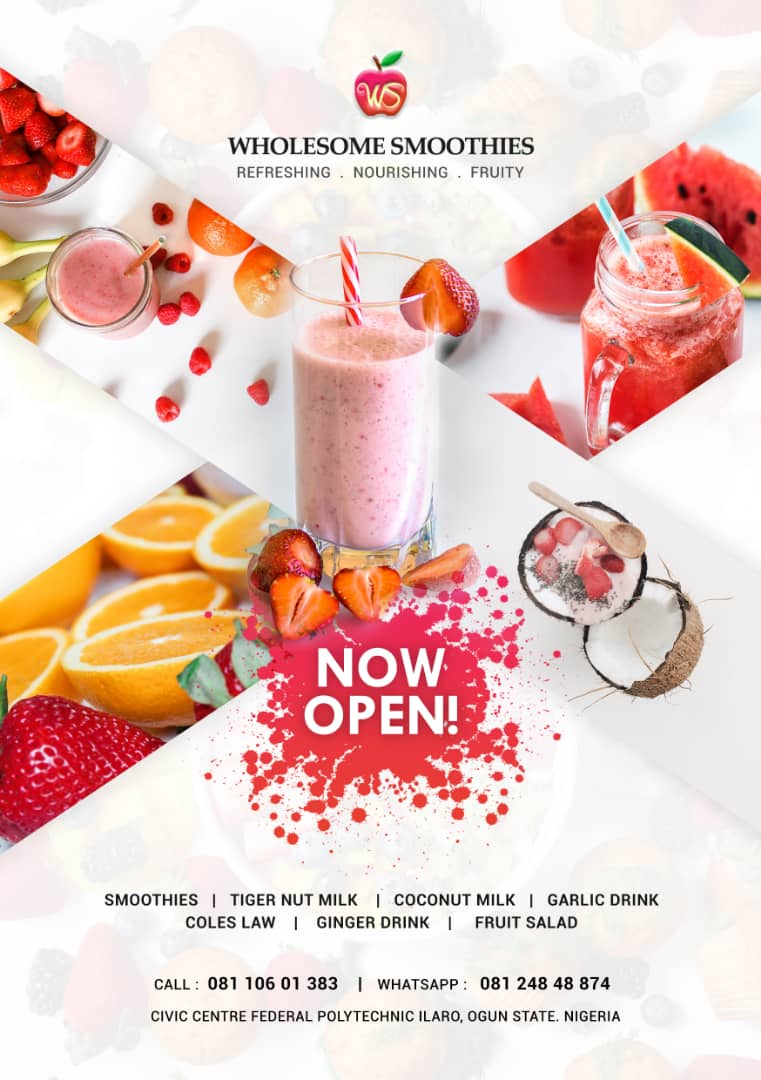 WS
WHOLESOME SMOOTHIES
REFRESHING . NOURISHING . FRUITY
NOW
OPEN!
SMOOTHIES | TIGER NUT MILK | COCONUT MILK | GARLIC DRINK
COLES LAW | GINGER DRINK | FRUIT SALAD
CALL : 081 106 01 383 | WHATSAPP : 081 248 48 874
CIVIC CENTRE FEDERAL POLYTECHNIC ILARO, OGUN STATE. NIGERIA